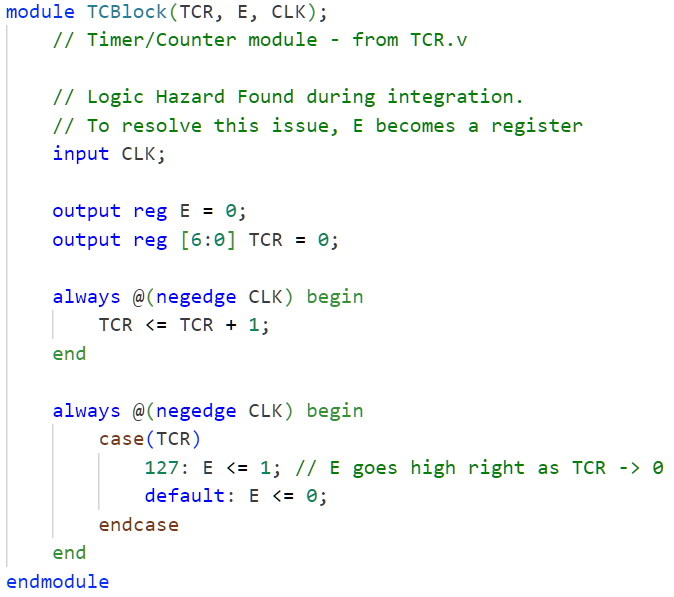 module TCBlock(TCR, E, CLK);
    // Timer/Counter module - from TCR.v

    // Logic Hazard Found during integration.
    // To resolve this issue, E becomes a register
    input CLK;

    output reg E = 0;
    output reg [6:0] TCR = 0;

    always @(negedge CLK) begin
        TCR <= TCR + 1;
    end

    always @(negedge CLK) begin
        case(TCR)
            127: E <= 1; // E goes high right as TCR -> 0
            default: E <= 0;
        endcase
    end
endmodule